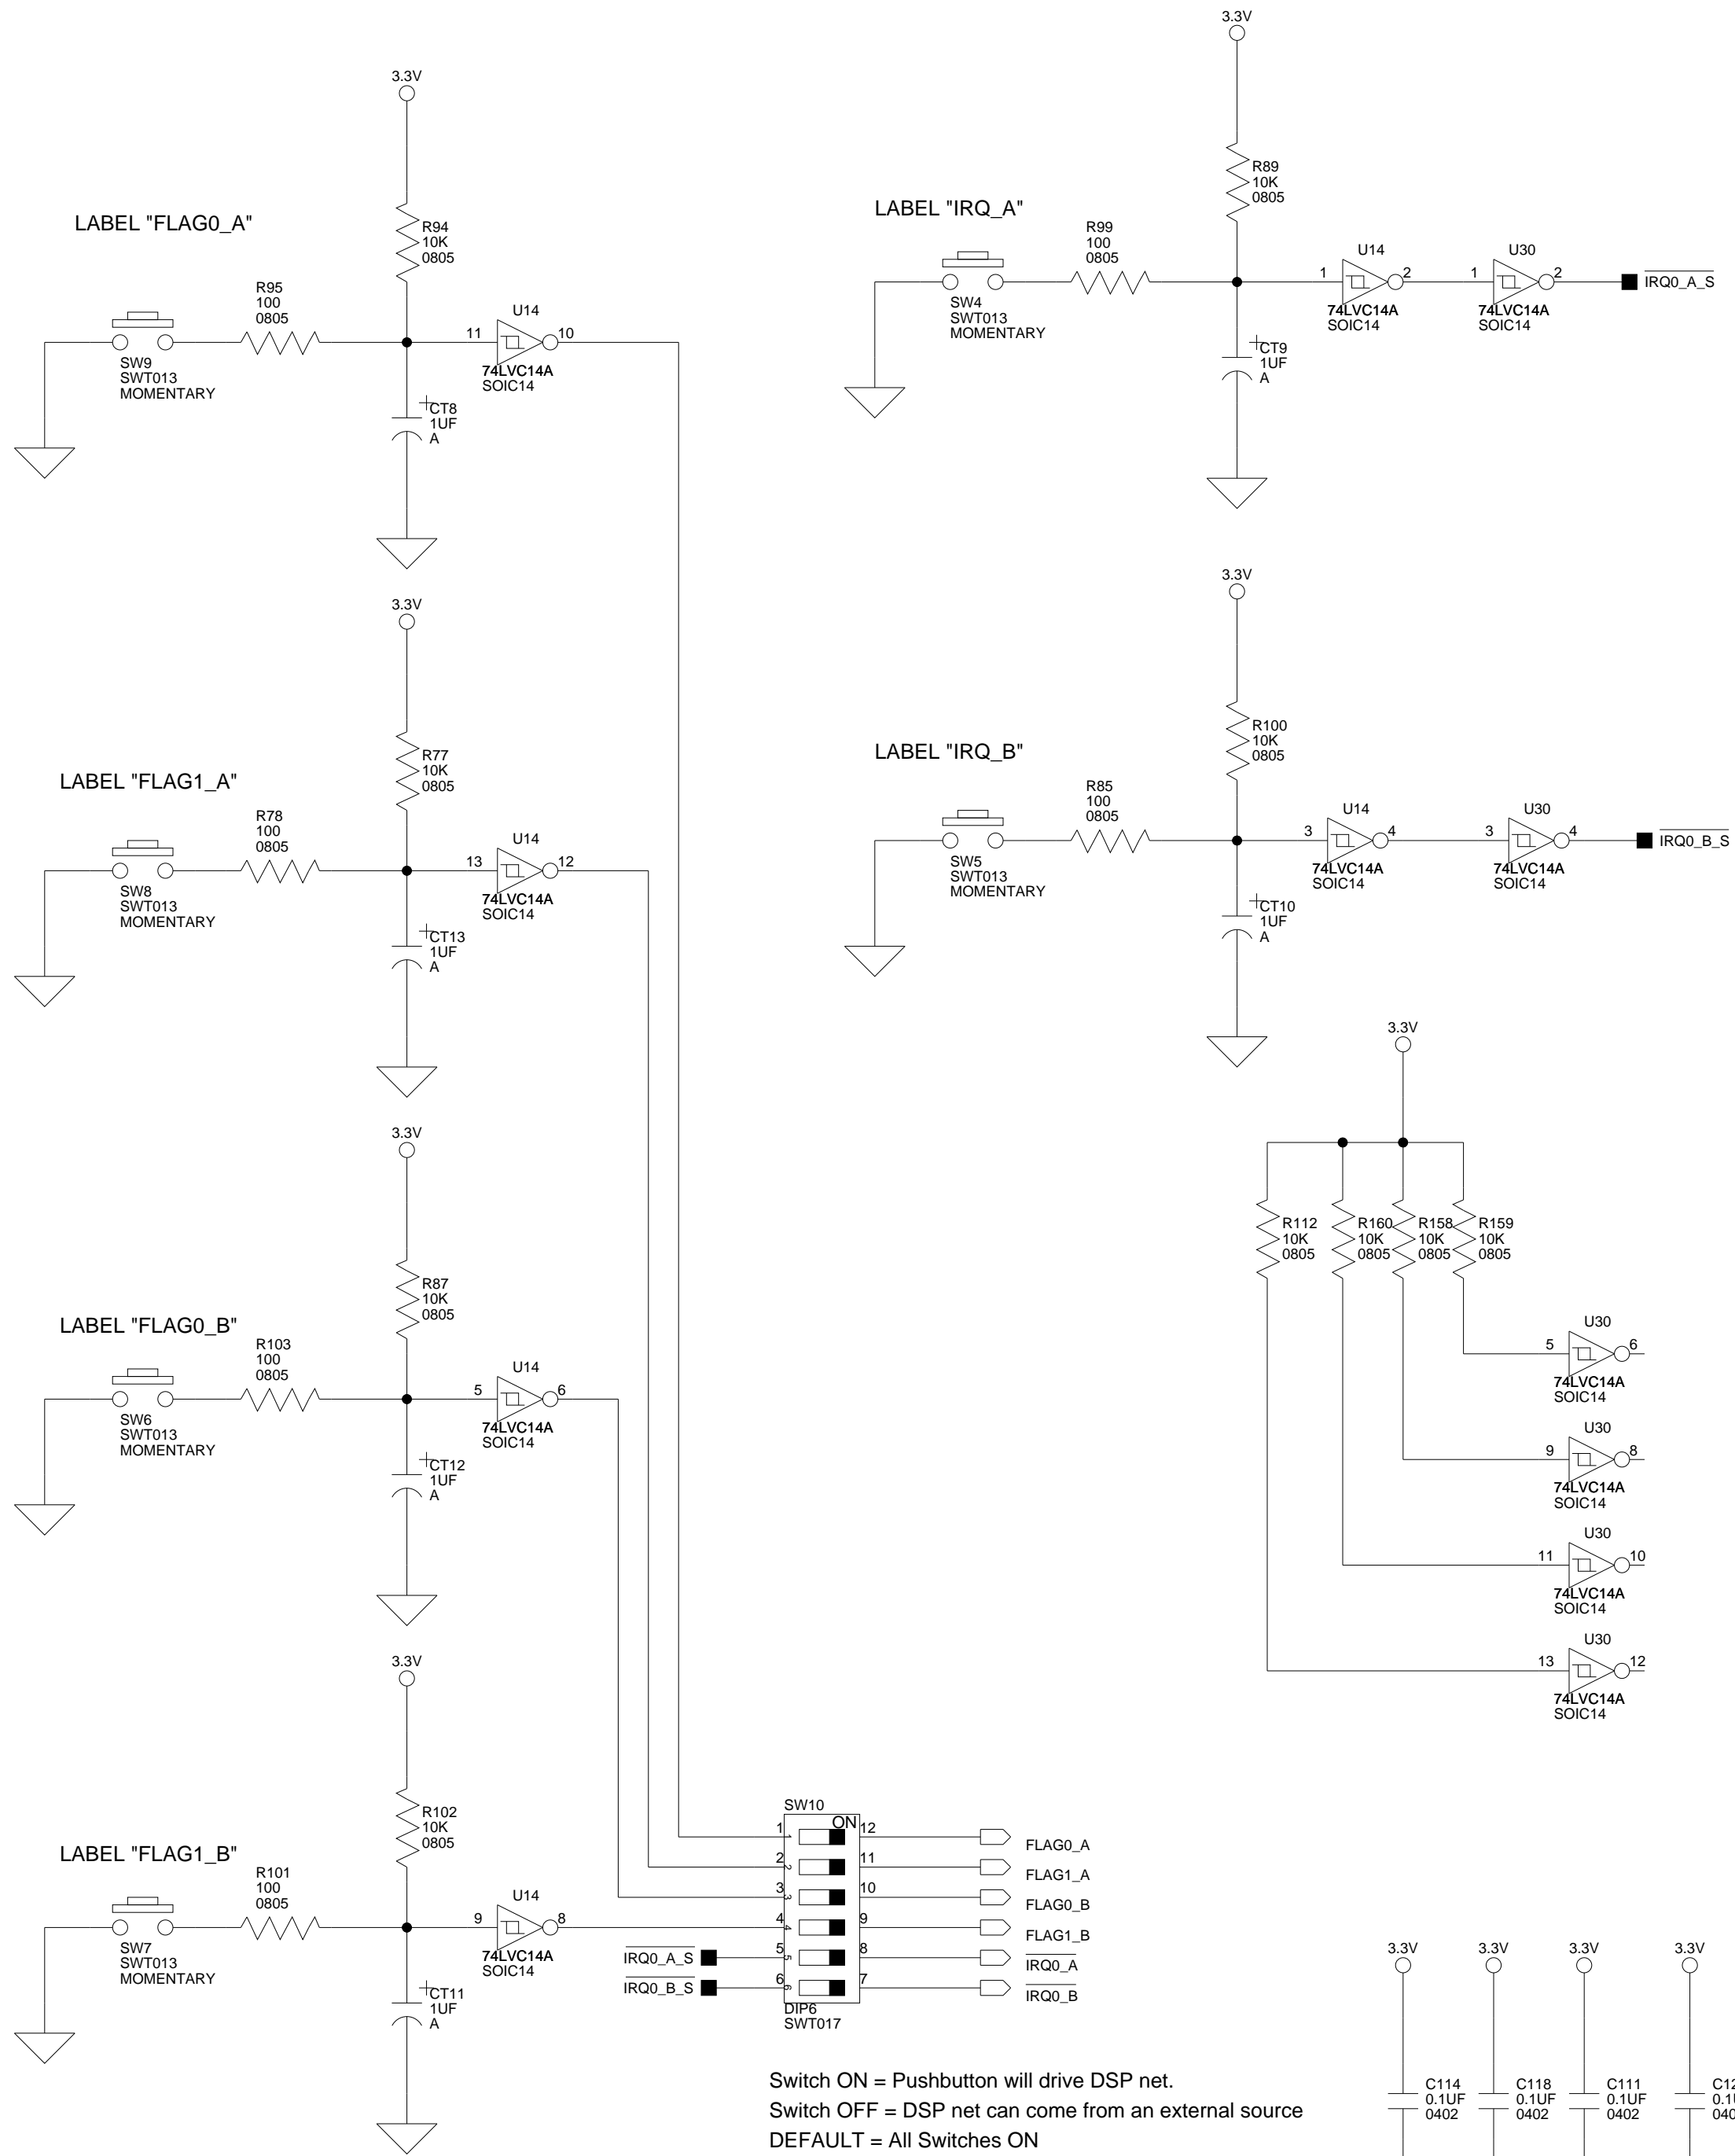 3.3V
LABEL "FLAG0_A"
R94
10K
0805
R95
100
0805
SW9
SWT013
MOMENTARY
U14
11
10
74LVC14A
SOIC14
CT8
1UF
A
3.3V
LABEL "FLAG1_A"
R77
10K
0805
R78
100
0805
SW8
SWT013
MOMENTARY
U14
13
12
74LVC14A
SOIC14
CT13
1UF
A
3.3V
LABEL "FLAG0_B"
R87
10K
0805
R103
100
0805
SW6
SWT013
MOMENTARY
U14
5
6
74LVC14A
SOIC14
CT12
1UF
A
3.3V
LABEL "FLAG1_B"
R102
10K
0805
R101
100
0805
SW7
SWT013
MOMENTARY
U14
9
8
74LVC14A
SOIC14
CT11
1UF
A
3.3V
LABEL "IRQ_A"
R89
10K
0805
R99
100
0805
SW4
SWT013
MOMENTARY
U14
1
2
74LVC14A
SOIC14
U30
1
2
74LVC14A
SOIC14
IRQ0_A_S
CT9
1UF
A
3.3V
LABEL "IRQ_B"
R100
10K
0805
R85
100
0805
SW5
SWT013
MOMENTARY
U14
3
4
74LVC14A
SOIC14
U30
3
4
74LVC14A
SOIC14
IRQ0_B_S
CT10
1UF
A
3.3V
R112
10K
0805
R160
10K
0805
R158
10K
0805
R159
10K
0805
U30
5
6
74LVC14A
SOIC14
U30
9
8
74LVC14A
SOIC14
U30
11
10
74LVC14A
SOIC14
U30
13
12
74LVC14A
SOIC14
SW10
ON
1
1
12
FLAG0_A
2
2
11
FLAG1_A
3
3
10
FLAG0_B
4
4
9
FLAG1_B
IRQ0_A_S
5
5
8
IRQ0_A
IRQ0_B_S
6
6
7
IRQ0_B
DIP6
SWT017
Switch ON = Pushbutton will drive DSP net.
Switch OFF = DSP net can come from an external source
DEFAULT = All Switches ON
3.3V
C114
0.1UF
0402
3.3V
C118
0.1UF
0402
3.3V
C111
0.1UF
0402
3.3V